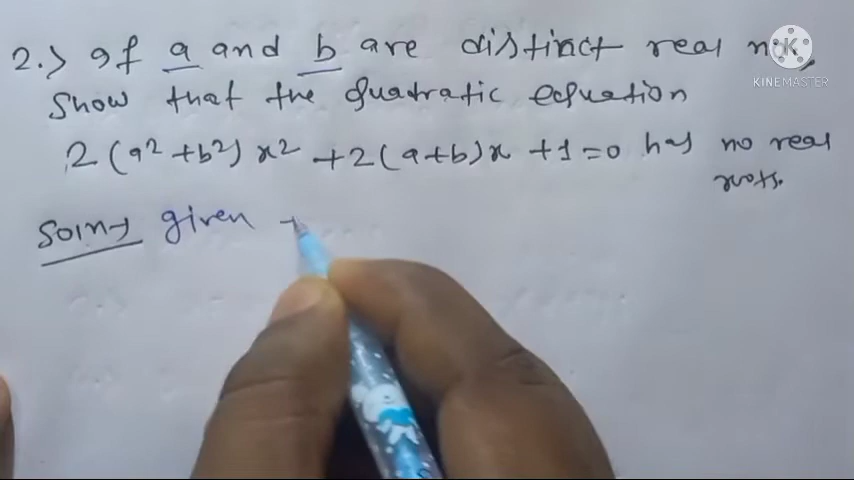 2.) If a and b are distinct real no,
Show that the quadratic equation
2(a² + b²) x² + 2(a+b)x + 1 = 0 has no real
roots.
Soln→ given
K
KINEMASTER